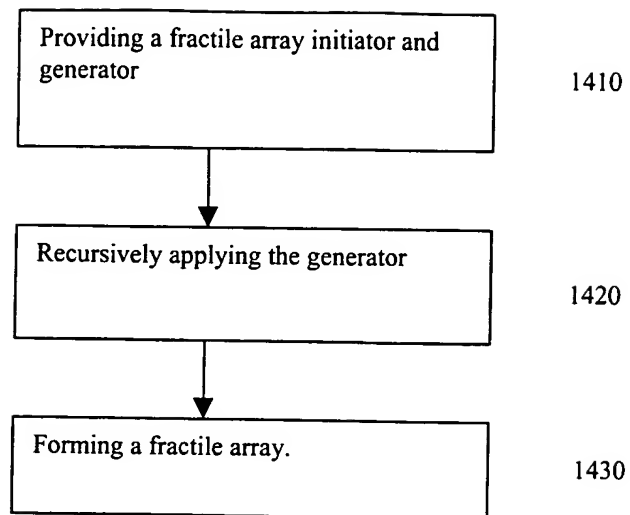 Providing a fractile array initiator and
generator
1410
Recursively applying the generator
1420
Forming a fractile array.
1430